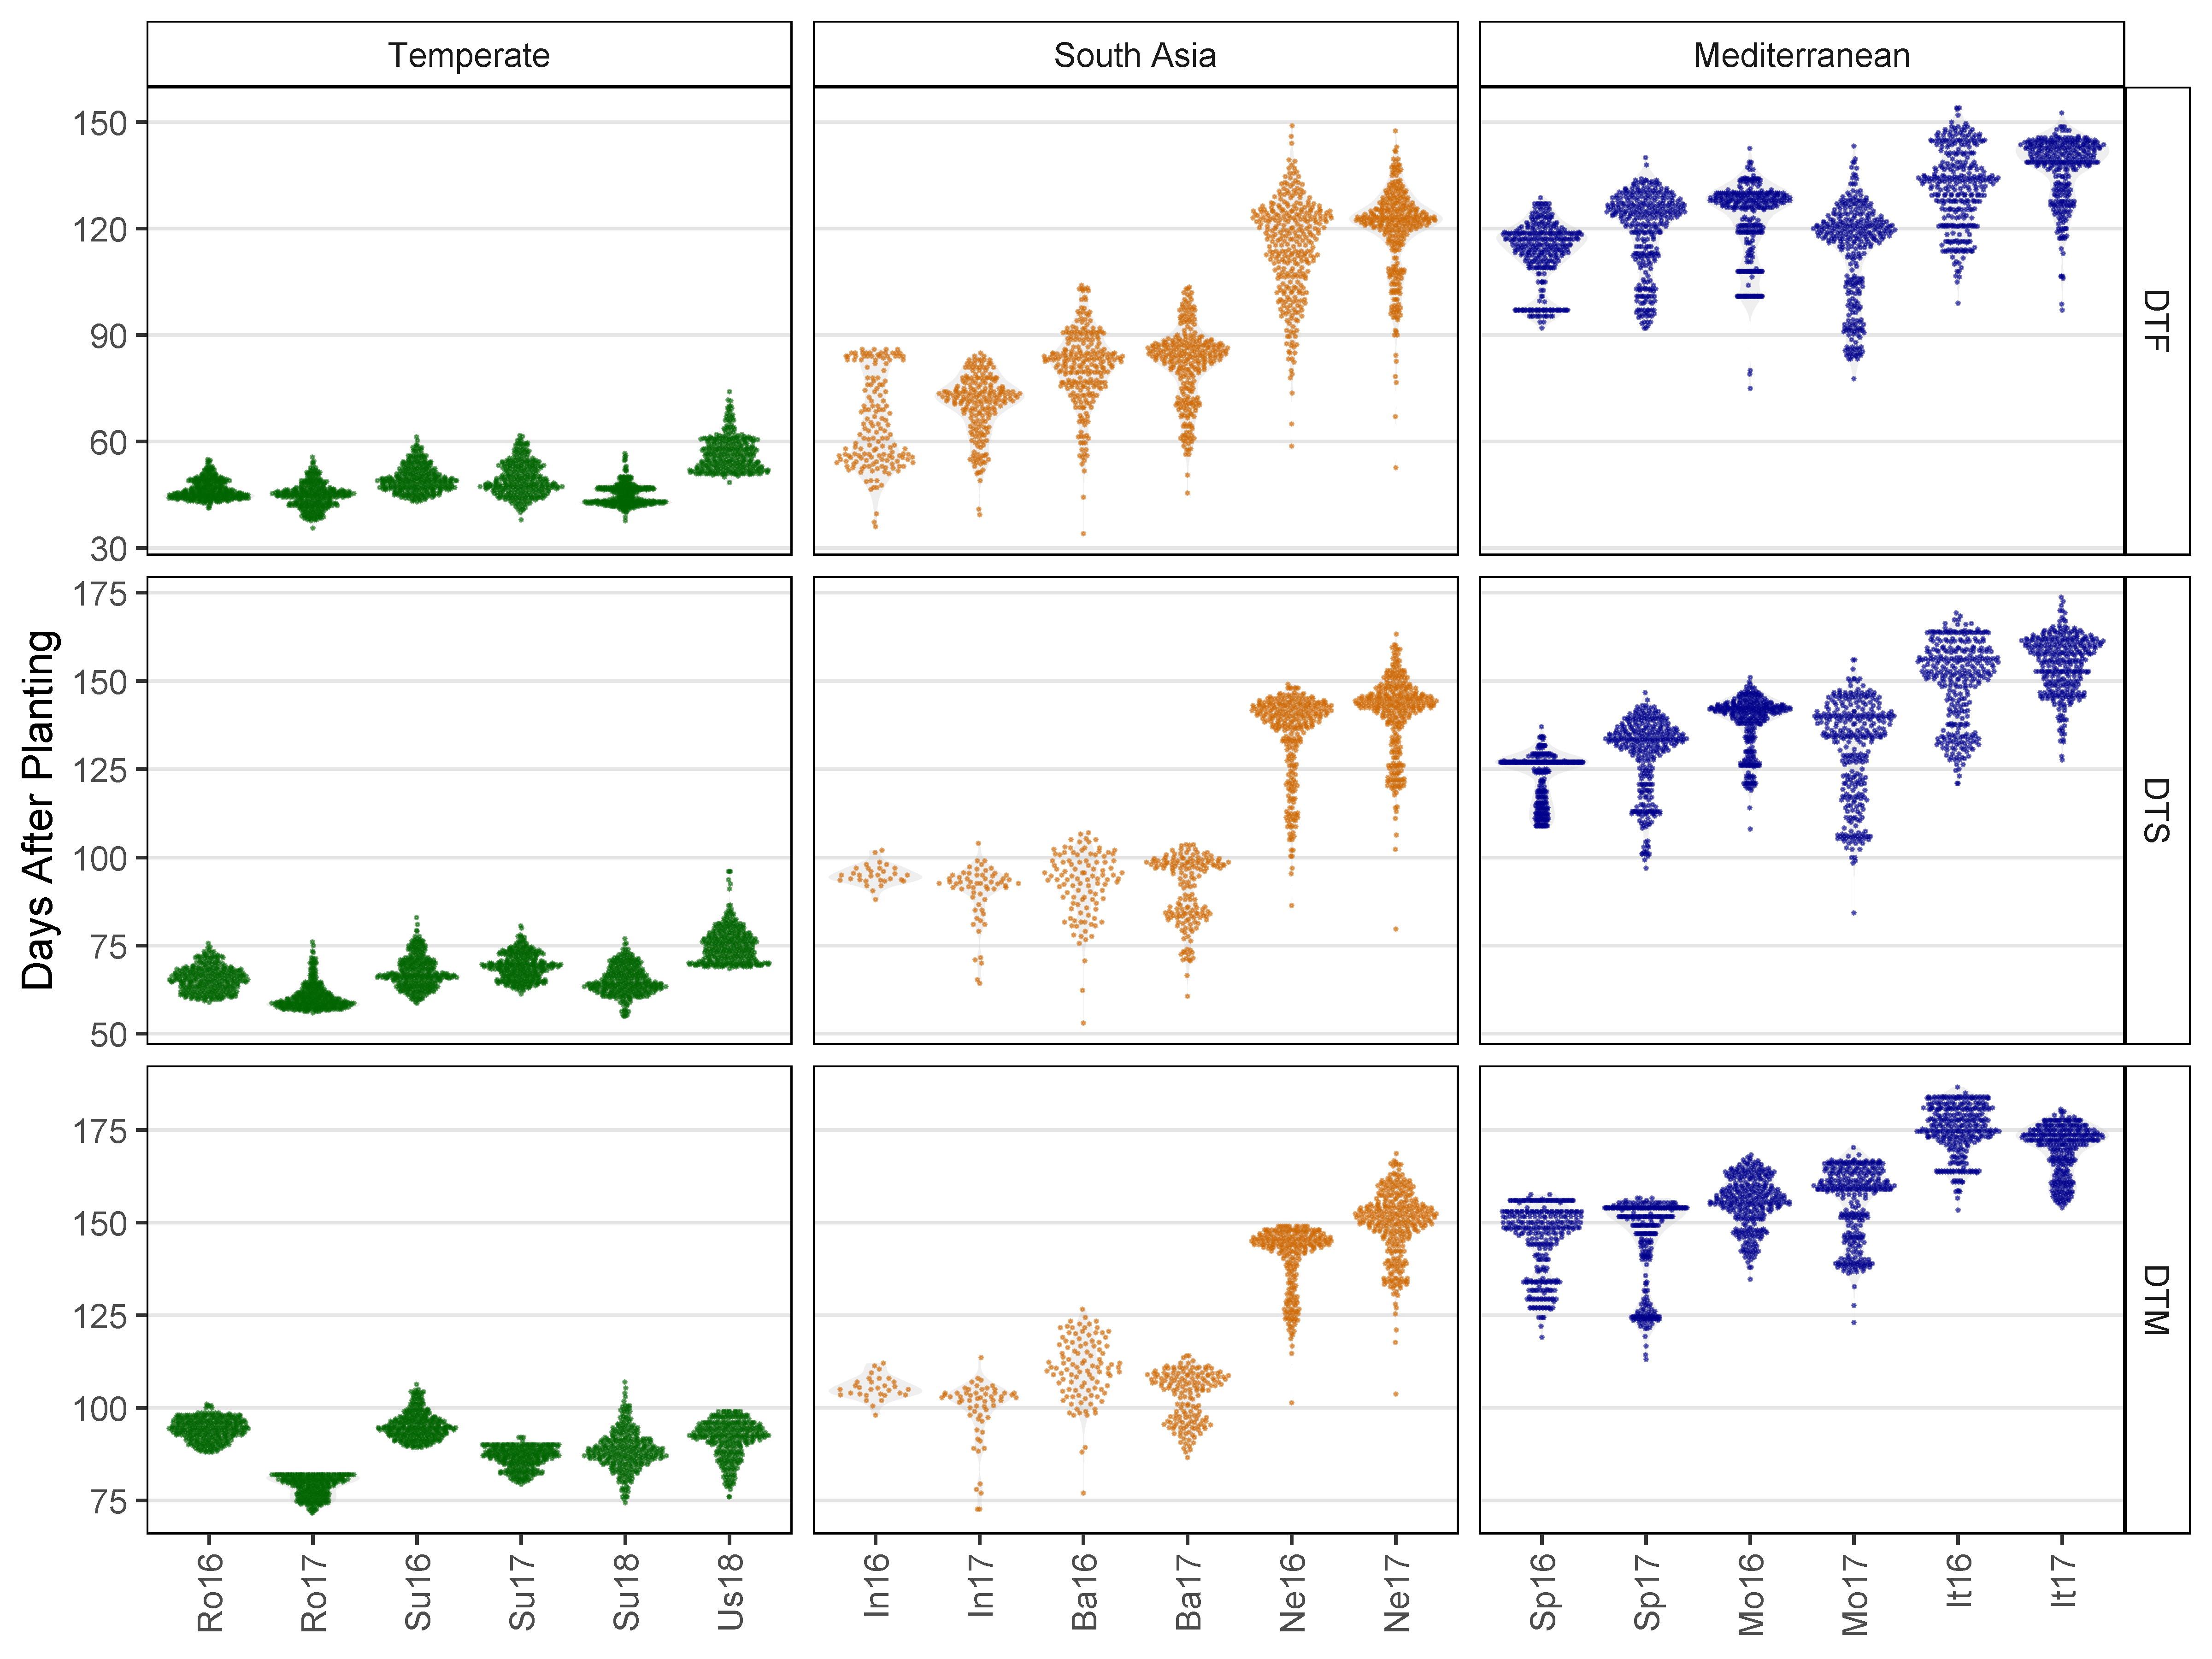 Temperate
South Asia
Mediterranean
150
120
90
60
30
DTF
175
150
125
100
75
50
DTS
175
150
125
100
75
DTM
Days After Planting
Ro16
Ro17
Su16
Su17
Su18
Us18
In16
In17
Ba16
Ba17
Ne16
Ne17
Sp16
Sp17
Mo16
Mo17
It16
It17